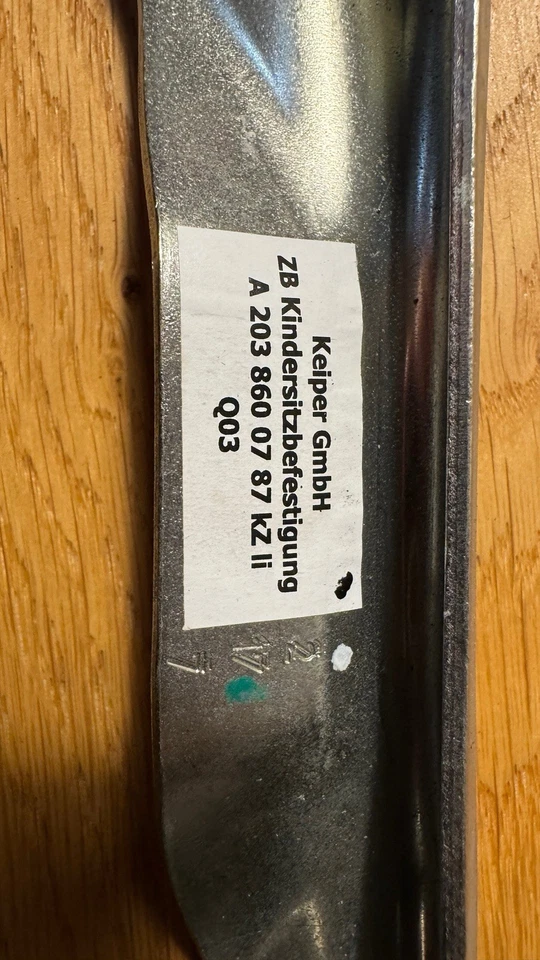 Keiper GmbH
ZB Kindersitzbefestigung
A 203 860 07 87 kZ li
Q03